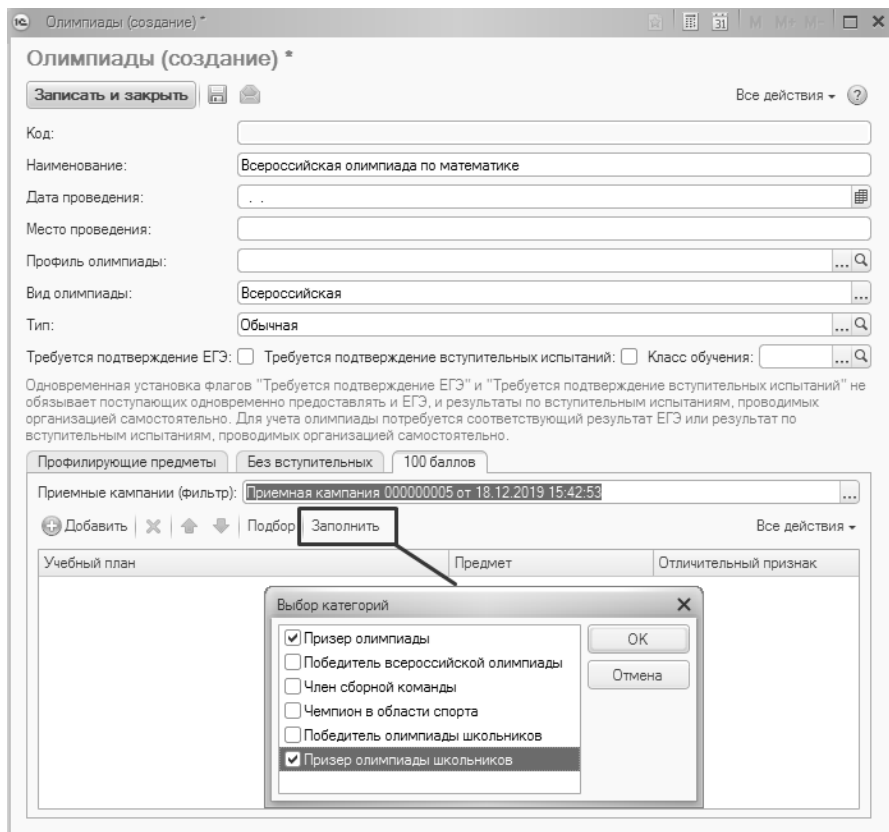 Олимпиады (создание) *
31 M M+ M-
Олимпиады (создание) *
Записать и закрыть
Все действия
?
Код:
Наименование: Всероссийская олимпиада по математике
Дата проведения: . .
Место проведения:
Профиль олимпиады: ...
Вид олимпиады: Всероссийская ...
Тип: Обычная ...
Требуется подтверждение ЕГЭ: Требуется подтверждение вступительных испытаний: Класс обучения: ...
Одновременная установка флагов "Требуется подтверждение ЕГЭ" и "Требуется подтверждение вступительных испытаний" не
обязывает поступающих одновременно предоставлять и ЕГЭ, и результаты по вступительным испытаниям, проводимых
организацией самостоятельно. Для учета олимпиады потребуется соответствующий результат ЕГЭ или результат по
вступительным испытаниям, проводимых организацией самостоятельно.
Профилирующие предметы Без вступительных 100 баллов
Приемные кампании (фильтр): Приемная кампания 000000005 от 18.12.2019 15:42:53 ...
Добавить Подбор Заполнить Все действия
Учебный план Предмет Отличительный признак
Выбор категорий
Призер олимпиады
Победитель всероссийской олимпиады
Член сборной команды
Чемпион в области спорта
Победитель олимпиады школьников
Призер олимпиады школьников
OK
Отмена